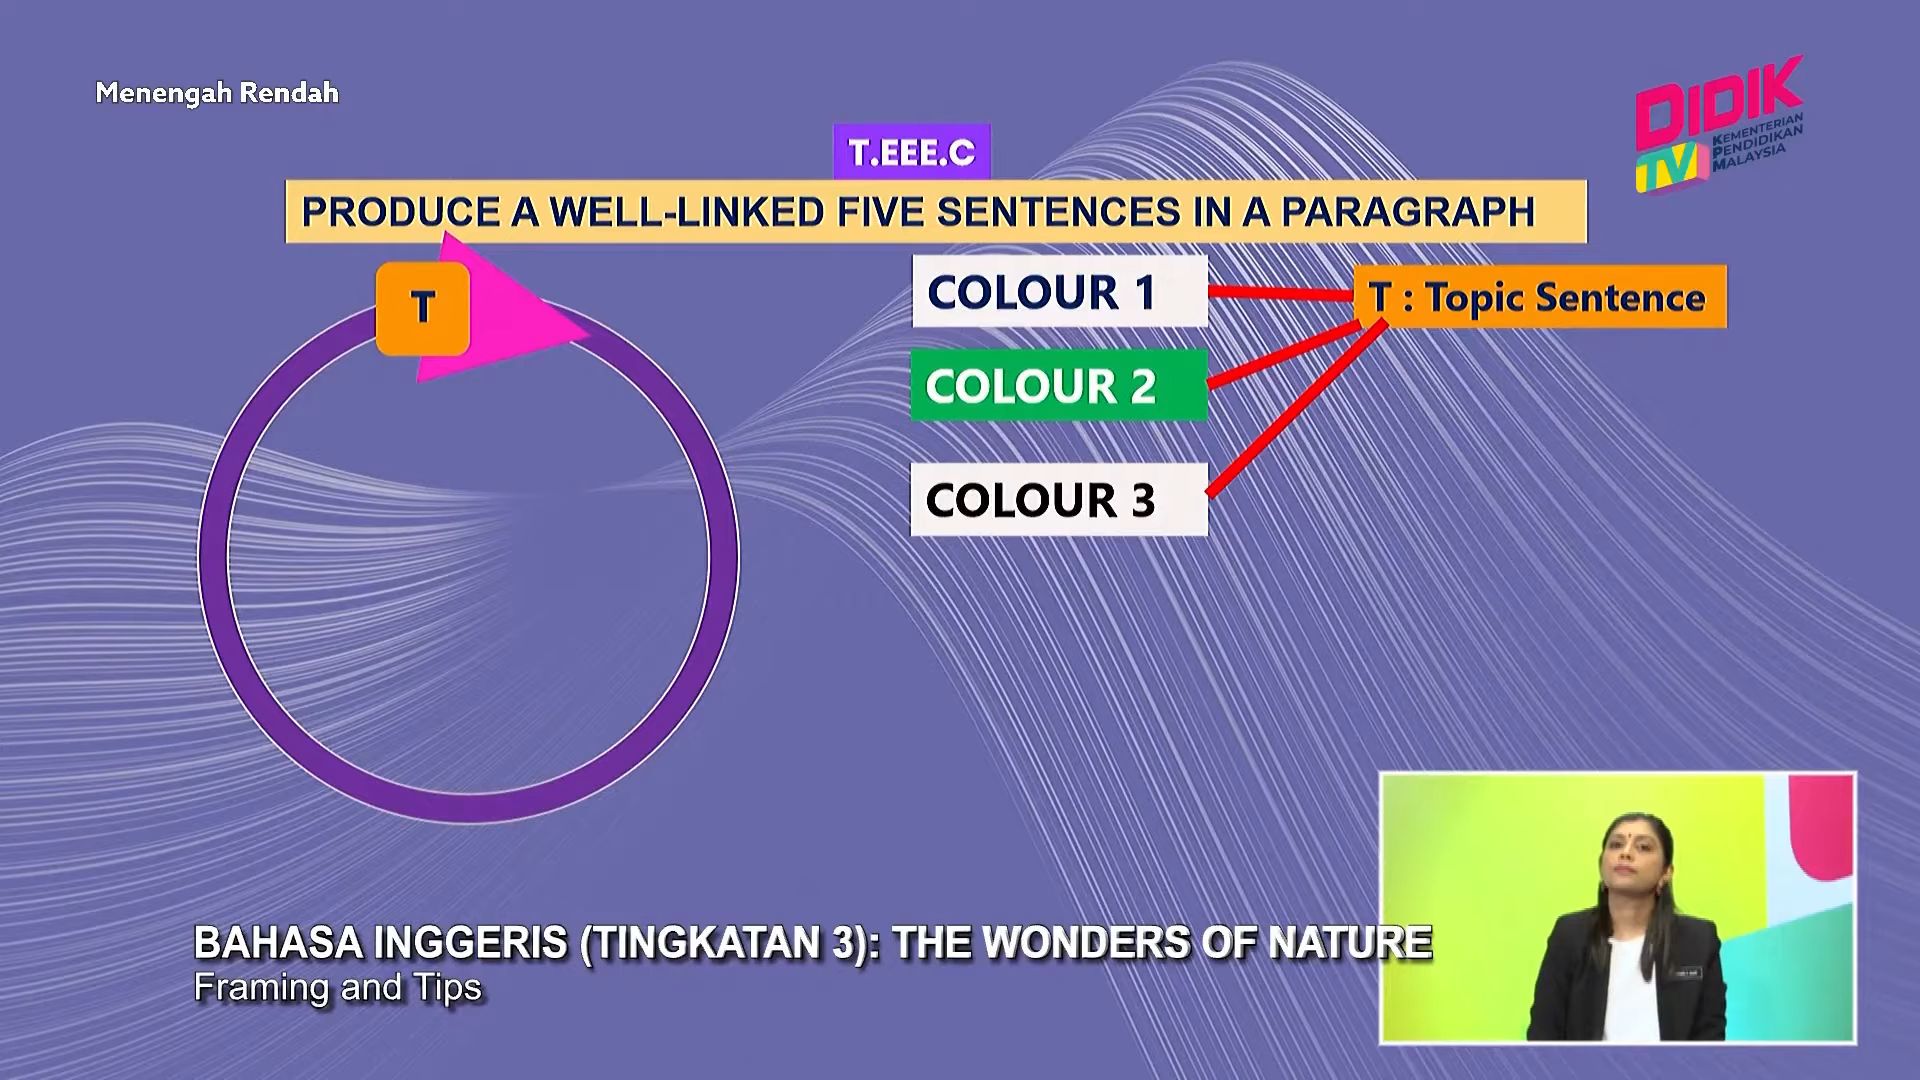 Menengah Rendah
DIDIK
TV
KEMENTERIAN
PENDIDIKAN
MALAYSIA
T.EEE.C
PRODUCE A WELL-LINKED FIVE SENTENCES IN A PARAGRAPH
T
COLOUR 1
T : Topic Sentence
COLOUR 2
COLOUR 3
BAHASA INGGERIS (TINGKATAN 3): THE WONDERS OF NATURE
Framing and Tips